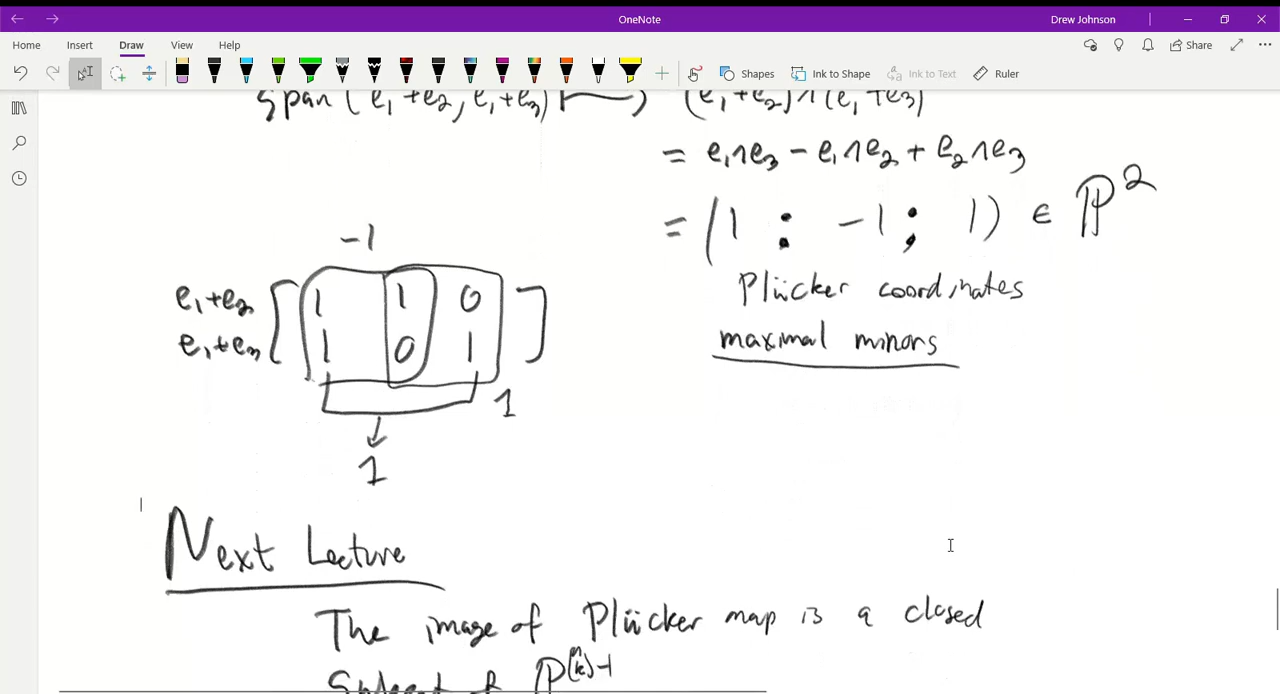 OneNote
Drew Johnson
Home Insert Draw View Help
Share
Shapes Ink to Shape Ink to Text Ruler
Span(e₁+e₂, e₁+e₃) ⟼ (e₁+e₂)∧(e₁+e₃)
= e₁∧e₃ - e₁∧e₂ + e₂∧e₃
= (1 : -1 : 1) ∈ ℙ²
-1
Plücker coordinates
e₁+e₂ [ 1 1 0 ]
e₁+e₃ [ 1 0 1 ]
maximal minors
1
1
Next Lecture
The image of Plücker map is a closed
Subset of ℙ^(n k)-1